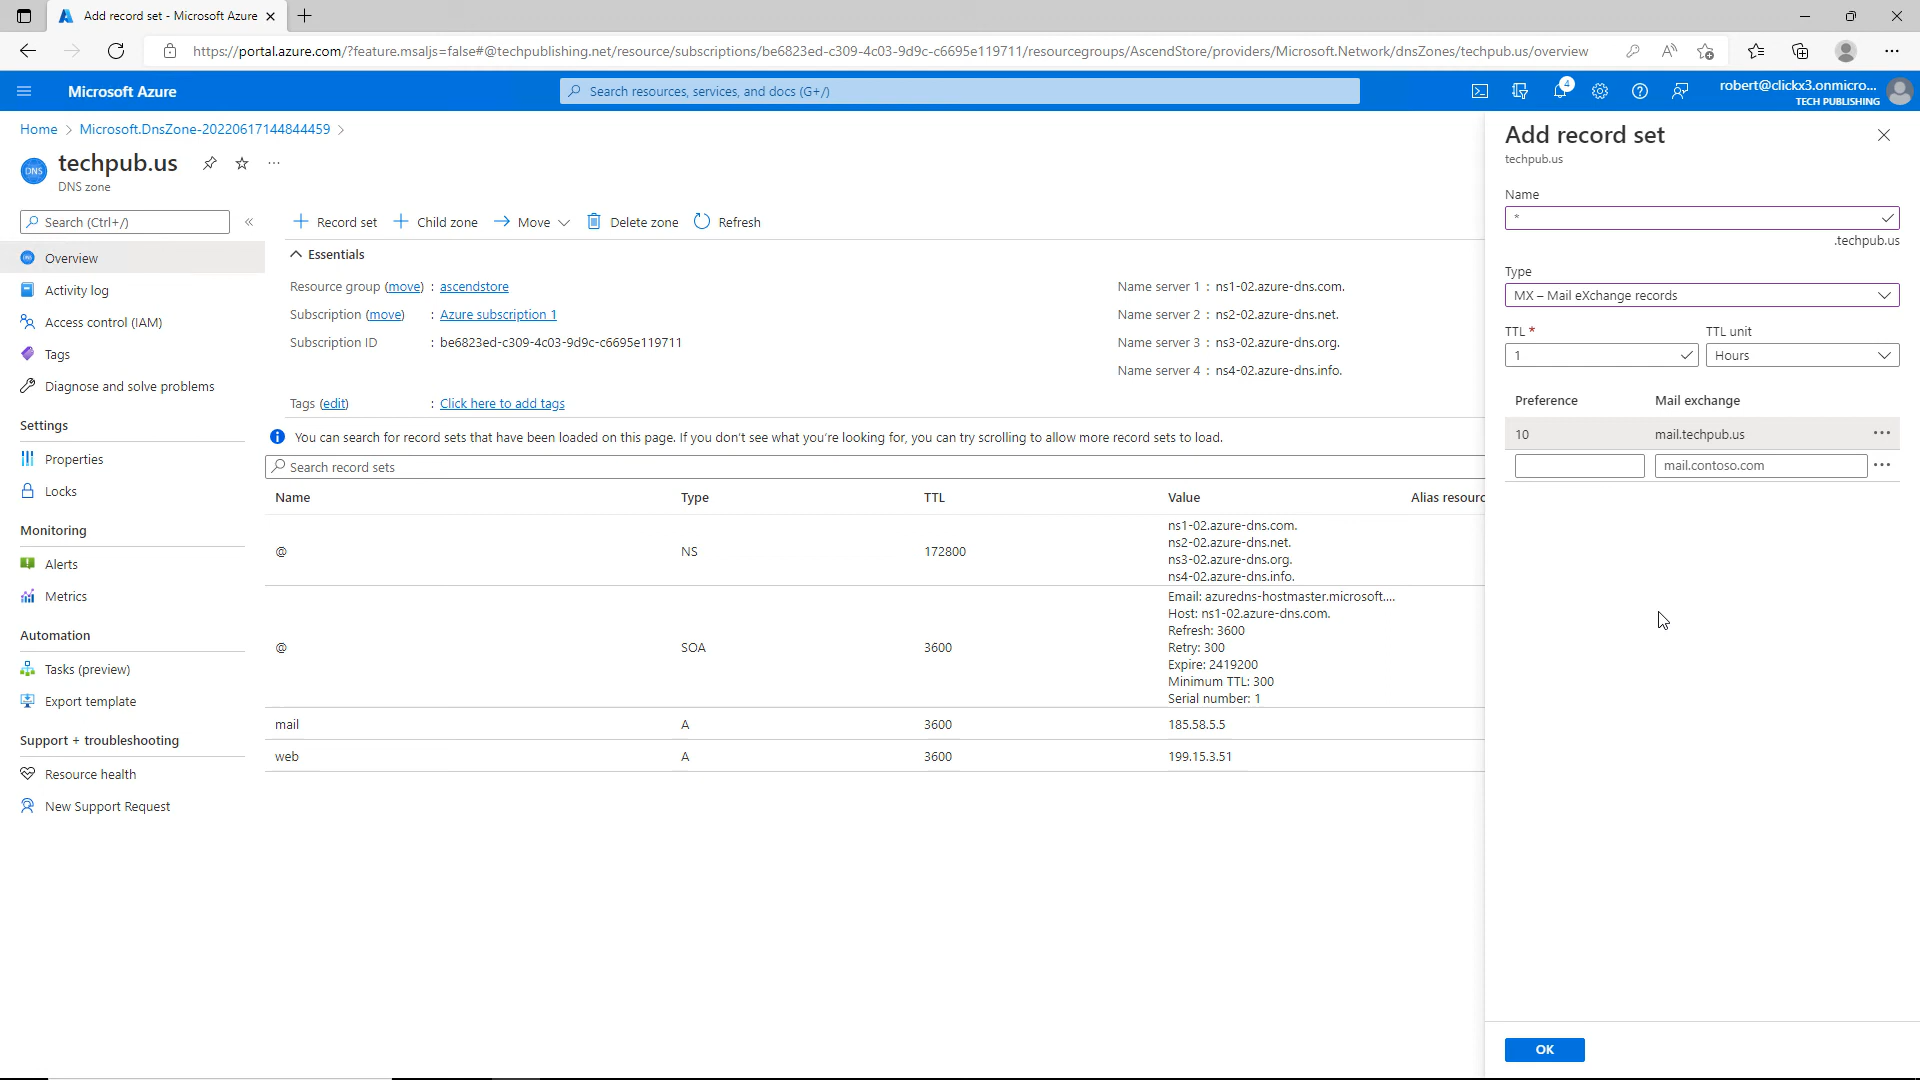 Add record set - Microsoft Azure
https://portal.azure.com/?feature.msaljs=false#@techpublishing.net/resource/subscriptions/be6823ed-c309-4c03-9d9c-c6695e119711/resourcegroups/AscendStore/providers/Microsoft.Network/dnsZones/techpub.us/overview
Microsoft Azure
Search resources, services, and docs (G+/)
4
robert@clickx3.onmicro...
TECH PUBLISHING
Home > Microsoft.DnsZone-20220617144844459 >
DNS
techpub.us
DNS zone
Search (Ctrl+/)
Overview
Activity log
Access control (IAM)
Tags
Diagnose and solve problems
Settings
Properties
Locks
Monitoring
Alerts
Metrics
Automation
Tasks (preview)
Export template
Support + troubleshooting
Resource health
New Support Request
Record set
Child zone
Move
Delete zone
Refresh
Essentials
Resource group (move) : ascendstore
Subscription (move) : Azure subscription 1
Subscription ID : be6823ed-c309-4c03-9d9c-c6695e119711
Name server 1 : ns1-02.azure-dns.com.
Name server 2 : ns2-02.azure-dns.net.
Name server 3 : ns3-02.azure-dns.org.
Name server 4 : ns4-02.azure-dns.info.
Tags (edit) : Click here to add tags
You can search for record sets that have been loaded on this page. If you don't see what you're looking for, you can try scrolling to allow more record sets to load.
Search record sets
Name Type TTL Value Alias resourc
@ NS 172800
ns1-02.azure-dns.com.
ns2-02.azure-dns.net.
ns3-02.azure-dns.org.
ns4-02.azure-dns.info.
@ SOA 3600
Email: azuredns-hostmaster.microsoft....
Host: ns1-02.azure-dns.com.
Refresh: 3600
Retry: 300
Expire: 2419200
Minimum TTL: 300
Serial number: 1
mail A 3600 185.58.5.5
web A 3600 199.15.3.51
Add record set
techpub.us
Name
*
.techpub.us
Type
MX – Mail eXchange records
TTL * TTL unit
1 Hours
Preference Mail exchange
10 mail.techpub.us
mail.contoso.com
OK